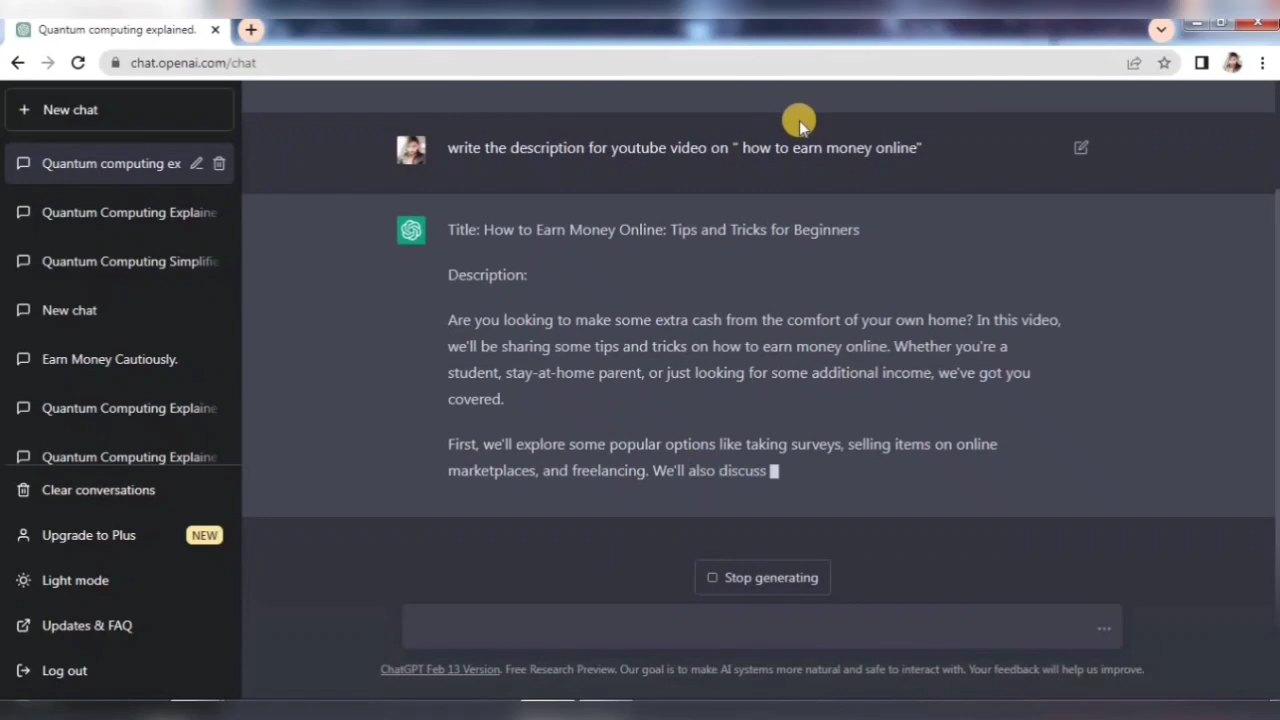 Quantum computing explained.
chat.openai.com/chat
New chat
Quantum computing ex
Quantum Computing Explaine
Quantum Computing Simplifie
New chat
Earn Money Cautiously.
Quantum Computing Explaine
Quantum Computing Explaine
Clear conversations
Upgrade to Plus NEW
Light mode
Updates & FAQ
Log out
write the description for youtube video on " how to earn money online"
Title: How to Earn Money Online: Tips and Tricks for Beginners
Description:
Are you looking to make some extra cash from the comfort of your own home? In this video,
we'll be sharing some tips and tricks on how to earn money online. Whether you're a
student, stay-at-home parent, or just looking for some additional income, we've got you
covered.
First, we'll explore some popular options like taking surveys, selling items on online
marketplaces, and freelancing. We'll also discuss
Stop generating
ChatGPT Feb 13 Version. Free Research Preview. Our goal is to make AI systems more natural and safe to interact with. Your feedback will help us improve.